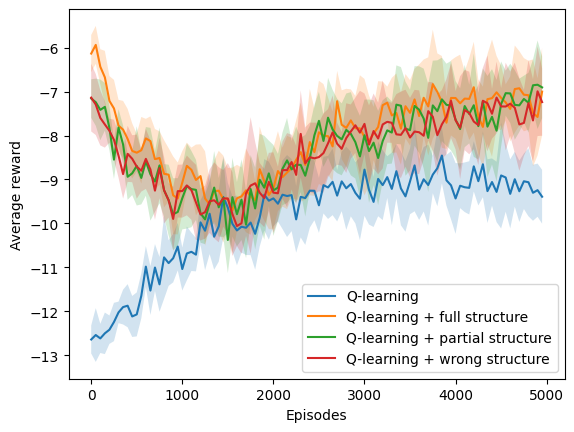 −6
−7
−8
−9
−10
−11
−12
−13
Average reward
0
1000
2000
3000
4000
5000
Episodes
Q-learning
Q-learning + full structure
Q-learning + partial structure
Q-learning + wrong structure